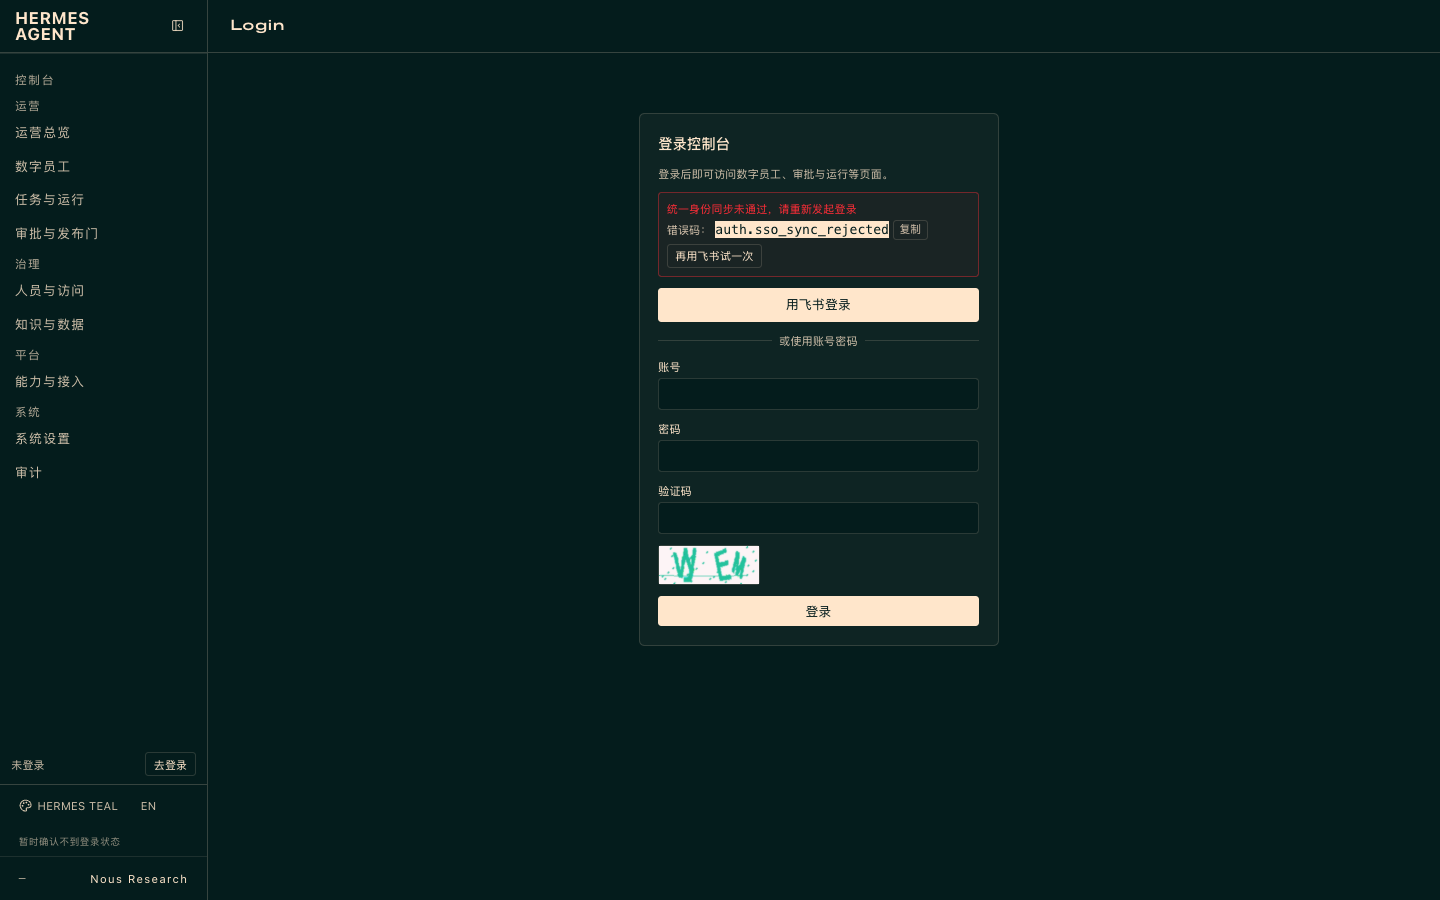 HERMES
AGENT
Login
控制台
运营
运营总览
数字员工
任务与运行
审批与发布门
治理
人员与访问
知识与数据
平台
能力与接入
系统
系统设置
审计
未登录 去登录
HERMES TEAL EN
暂时确认不到登录状态
— Nous Research
登录控制台
登录后即可访问数字员工、审批与运行等页面。
统一身份同步未通过，请重新发起登录
错误码： auth.sso_sync_rejected 复制
再用飞书试一次
用飞书登录
或使用账号密码
账号
密码
验证码
登录